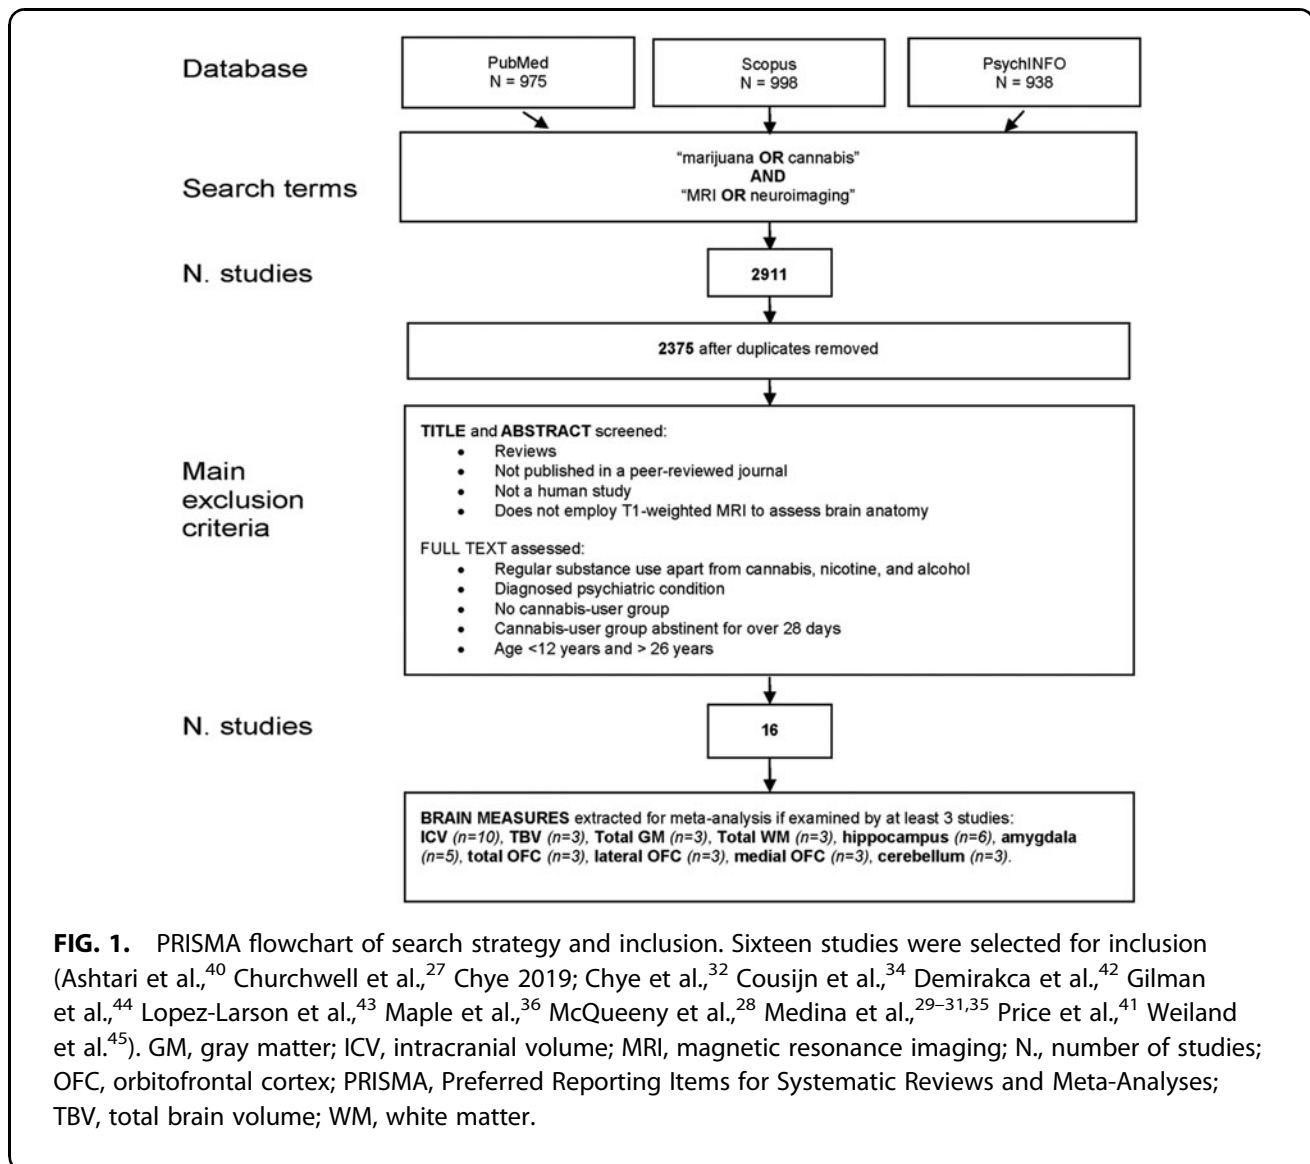 Database
PubMed
N = 975
Scopus
N = 998
PsychINFO
N = 938
Search terms
“marijuana OR cannabis”
AND
“MRI OR neuroimaging”
N. studies
2911
2375 after duplicates removed
Main
exclusion
criteria
TITLE and ABSTRACT screened:
• Reviews
• Not published in a peer-reviewed journal
• Not a human study
• Does not employ T1-weighted MRI to assess brain anatomy
FULL TEXT assessed:
• Regular substance use apart from cannabis, nicotine, and alcohol
• Diagnosed psychiatric condition
• No cannabis-user group
• Cannabis-user group abstinent for over 28 days
• Age <12 years and > 26 years
N. studies
16
BRAIN MEASURES extracted for meta-analysis if examined by at least 3 studies:
ICV (n=10), TBV (n=3), Total GM (n=3), Total WM (n=3), hippocampus (n=6), amygdala
(n=5), total OFC (n=3), lateral OFC (n=3), medial OFC (n=3), cerebellum (n=3).
FIG. 1. PRISMA flowchart of search strategy and inclusion. Sixteen studies were selected for inclusion
(Ashtari et al.,40 Churchwell et al.,27 Chye 2019; Chye et al.,32 Cousijn et al.,34 Demirakca et al.,42 Gilman
et al.,44 Lopez-Larson et al.,43 Maple et al.,36 McQueeny et al.,28 Medina et al.,29–31,35 Price et al.,41 Weiland
et al.45). GM, gray matter; ICV, intracranial volume; MRI, magnetic resonance imaging; N., number of studies;
OFC, orbitofrontal cortex; PRISMA, Preferred Reporting Items for Systematic Reviews and Meta-Analyses;
TBV, total brain volume; WM, white matter.